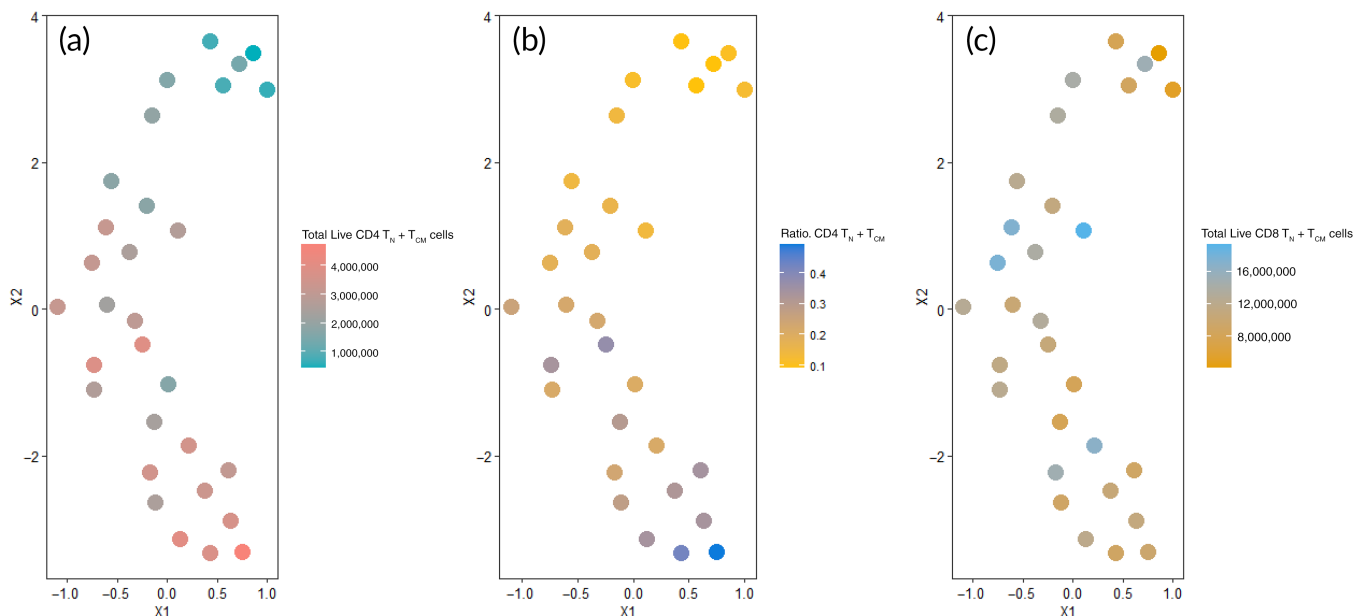 (a)
4
2
0
−2
X2
−1.0 −0.5 0.0 0.5 1.0
X1
Total Live CD4 TN + TCM cells
4,000,000
3,000,000
2,000,000
1,000,000
(b)
4
2
0
−2
X2
−1.0 −0.5 0.0 0.5 1.0
X1
Ratio. CD4 TN + TCM
0.4
0.3
0.2
0.1
(c)
4
2
0
−2
X2
−1.0 −0.5 0.0 0.5 1.0
X1
Total Live CD8 TN + TCM cells
16,000,000
12,000,000
8,000,000